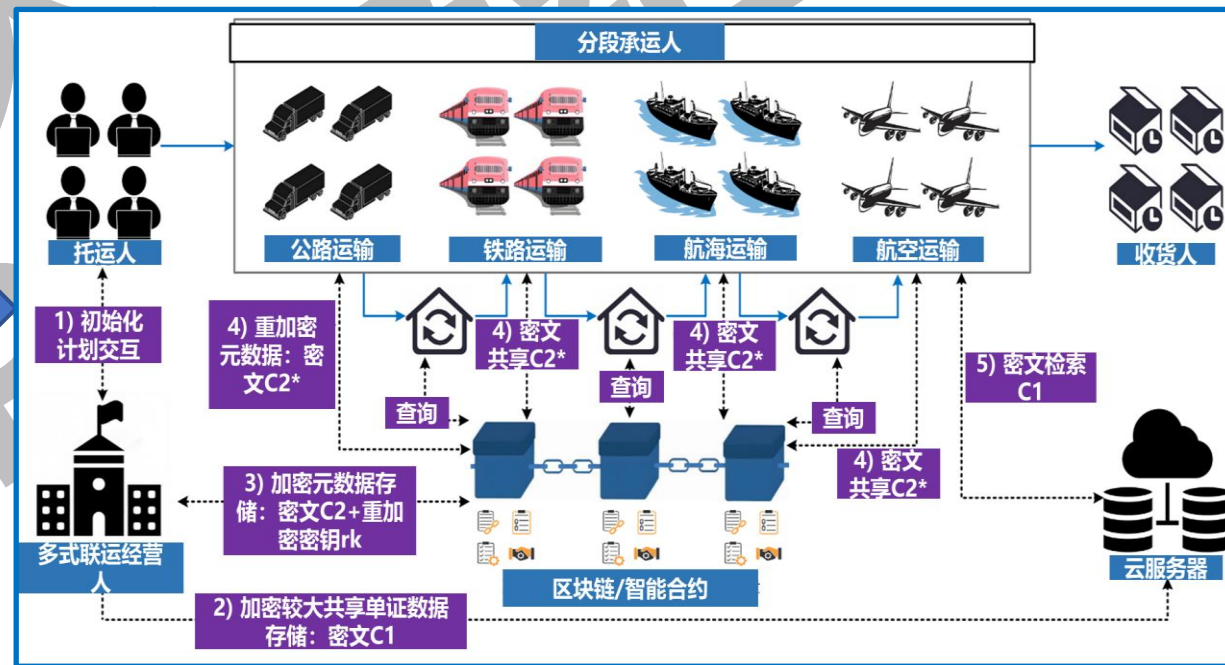 分段承运人
托运人
公路运输
铁路运输
航海运输
航空运输
收货人
1) 初始化
计划交互
4) 重加密
元数据：密
文C2*
4) 密文
共享C2*
4) 密文
共享C2*
5) 密文检索
C1
查询
查询
查询
4) 密文
共享C2*
3) 加密元数据存
储：密文C2+重加
密密钥rk
多式联运经营
人
区块链/智能合约
云服务器
2) 加密较大共享单证数据
存储：密文C1